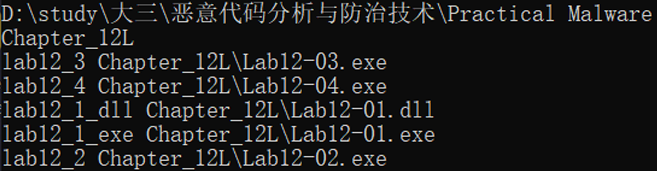 D:\study\大三\恶意代码分析与防治技术\Practical Malware
Chapter_12L
lab12_3 Chapter_12L\Lab12-03.exe
lab12_4 Chapter_12L\Lab12-04.exe
lab12_1_dll Chapter_12L\Lab12-01.dll
lab12_1_exe Chapter_12L\Lab12-01.exe
lab12_2 Chapter_12L\Lab12-02.exe